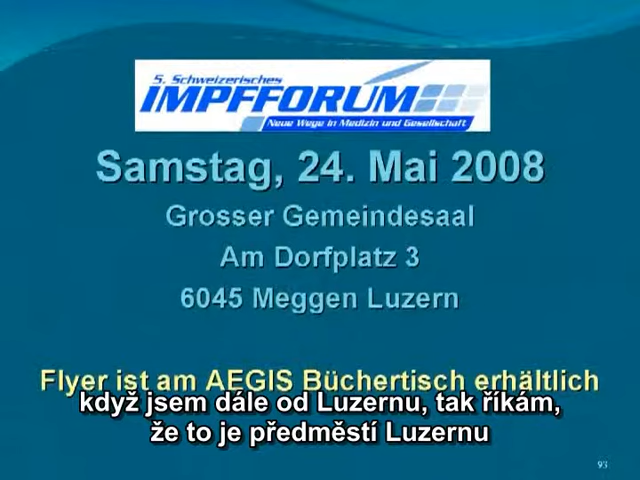 5. Schweizerisches
IMPFFORUM
Neue Wege in Medizin und Gesellschaft
Samstag, 24. Mai 2008
Grosser Gemeindesaal
Am Dorfplatz 3
6045 Meggen Luzern
Flyer ist am AEGIS Büchertisch erhältlich
když jsem dále od Luzernu, tak říkám,
že to je předměstí Luzernu
93